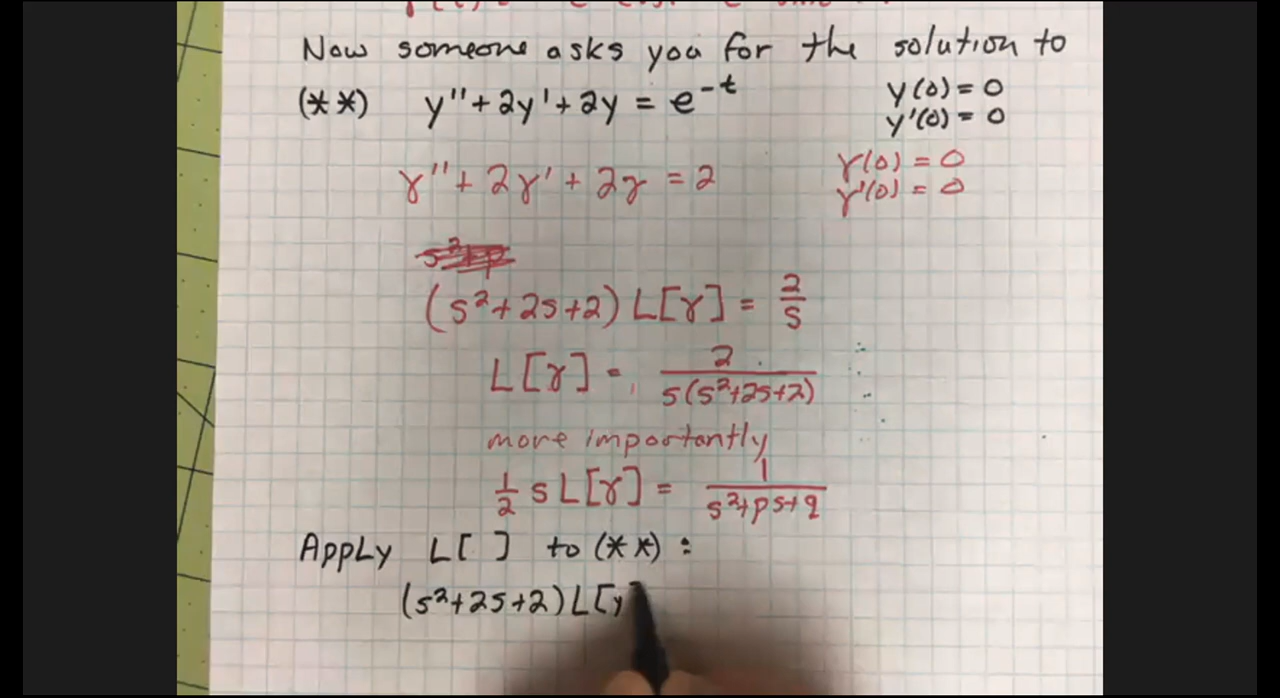 Now someone asks you for the solution to
(**) y''+2y'+2y = e^-t y(0)=0
y'(0)=0
γ''+2γ'+2γ = 2 γ(0)=0
γ'(0)=0
(s²+2s+2) L[γ] = 2/s
L[γ] = 2/s(s²+2s+2)
more importantly
1/2 s L[γ] = 1/s²+ps+q
Apply L[ ] to (**) :
(s²+2s+2) L[y]